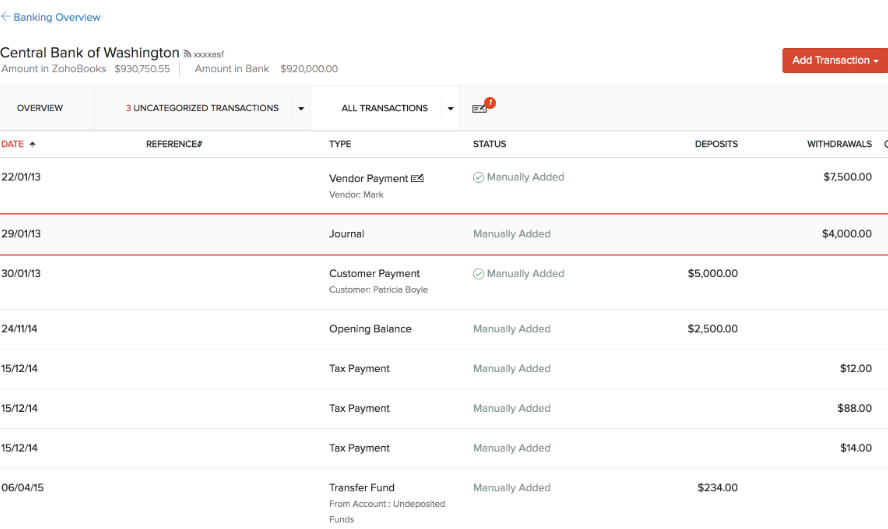 Banking Overview
Central Bank of Washington xxxxasf
Amount in ZohoBooks $930,750.55 Amount in Bank $920,000.00
Add Transaction
OVERVIEW 3 UNCATEGORIZED TRANSACTIONS ALL TRANSACTIONS 1
DATE REFERENCE# TYPE STATUS DEPOSITS WITHDRAWALS
22/01/13 Vendor Payment Manually Added $7,500.00
Vendor: Mark
29/01/13 Journal Manually Added $4,000.00
30/01/13 Customer Payment Manually Added $5,000.00
Customer: Patricia Boyle
24/11/14 Opening Balance Manually Added $2,500.00
15/12/14 Tax Payment Manually Added $12.00
15/12/14 Tax Payment Manually Added $88.00
15/12/14 Tax Payment Manually Added $14.00
06/04/15 Transfer Fund Manually Added $234.00
From Account : Undeposited
Funds